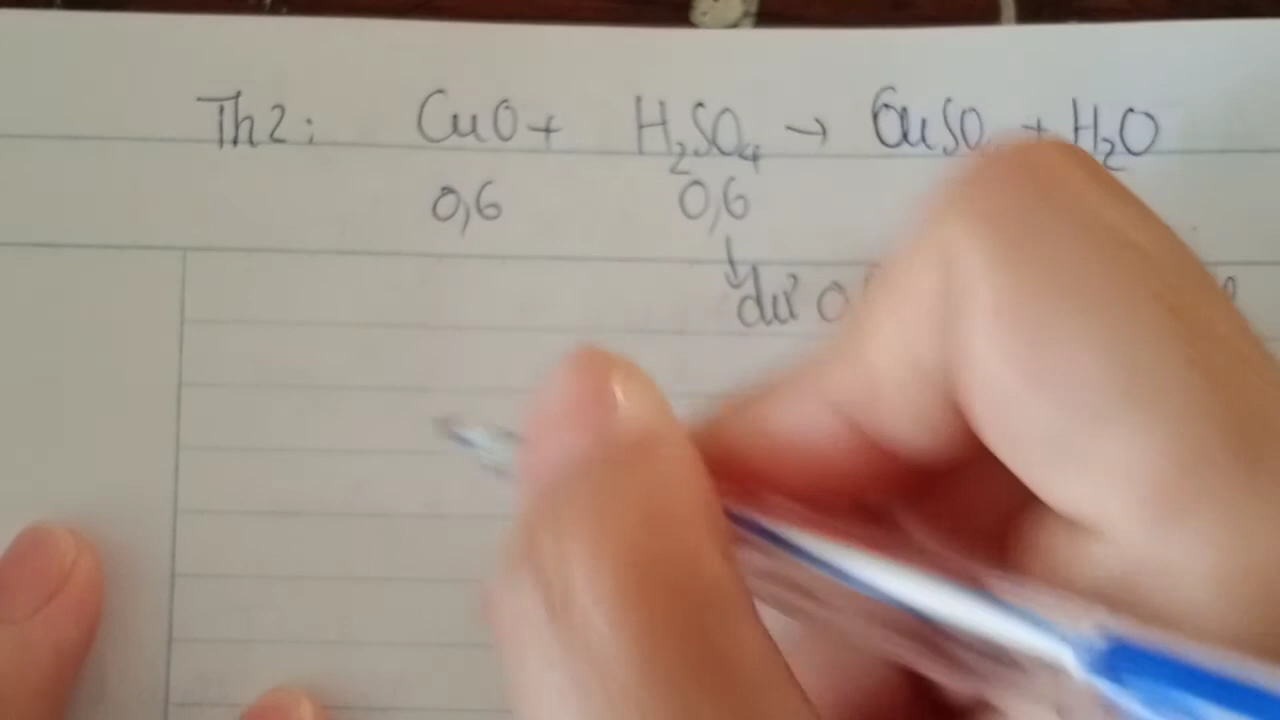 Th2: CuO + H₂SO₄ → CuSO + H₂O
0,6 0,6
↓
dư